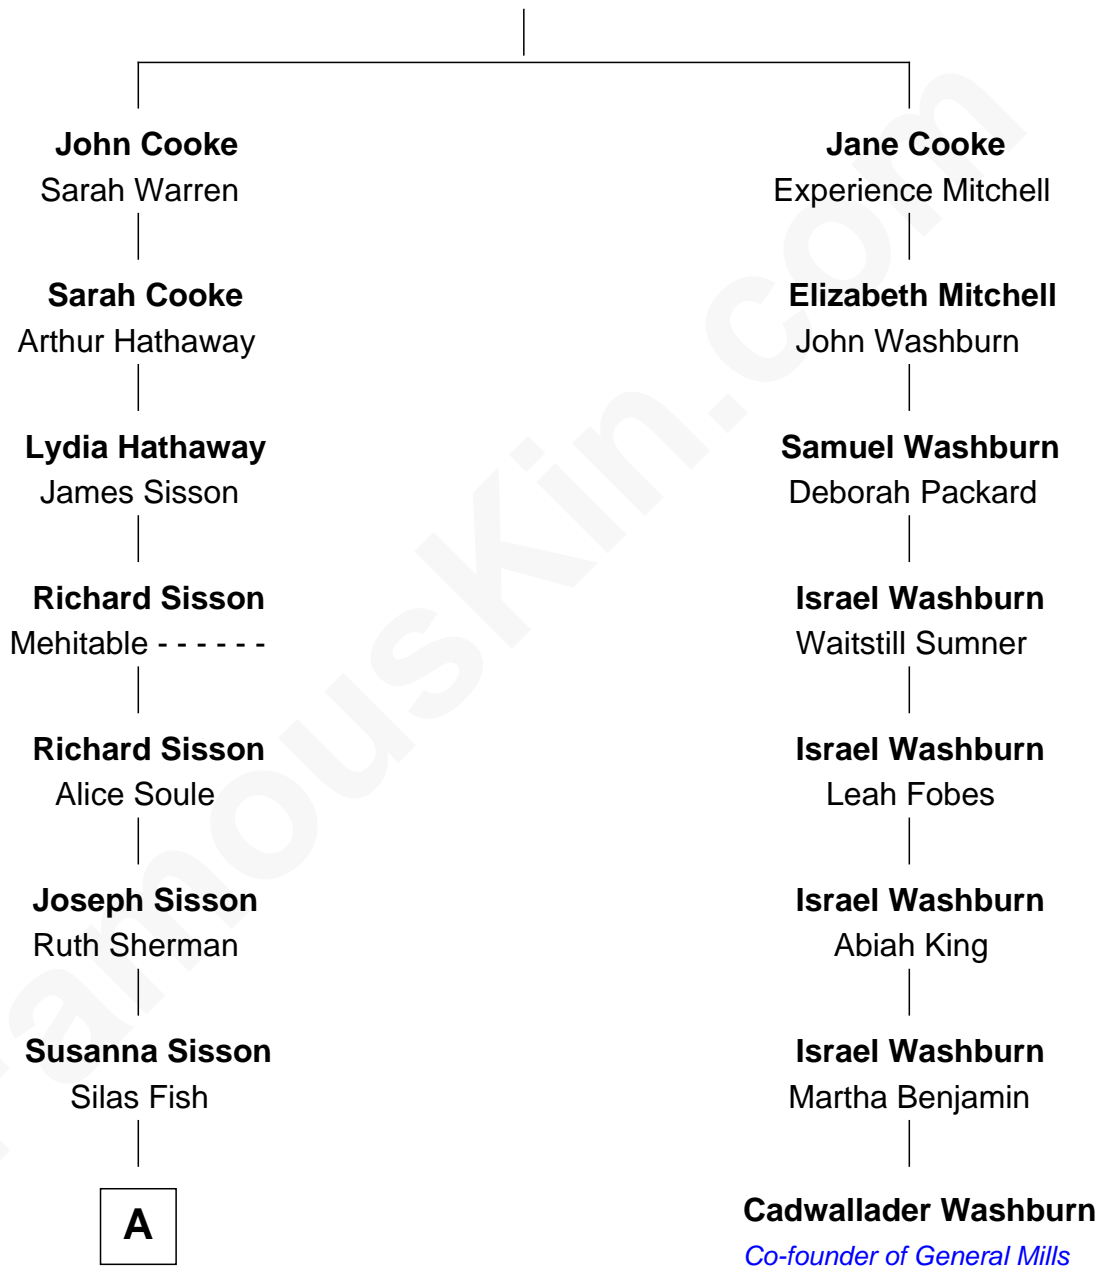 John Cooke
Sarah Warren
Jane Cooke
Experience Mitchell
Sarah Cooke
Arthur Hathaway
Elizabeth Mitchell
John Washburn
Lydia Hathaway
James Sisson
Samuel Washburn
Deborah Packard
Richard Sisson
Mehitable - - - - - -
Israel Washburn
Waitstill Sumner
Richard Sisson
Alice Soule
Israel Washburn
Leah Fobes
Joseph Sisson
Ruth Sherman
Israel Washburn
Abiah King
Susanna Sisson
Silas Fish
Israel Washburn
Martha Benjamin
A
Cadwallader Washburn
Co-founder of General Mills
FamousKin.com